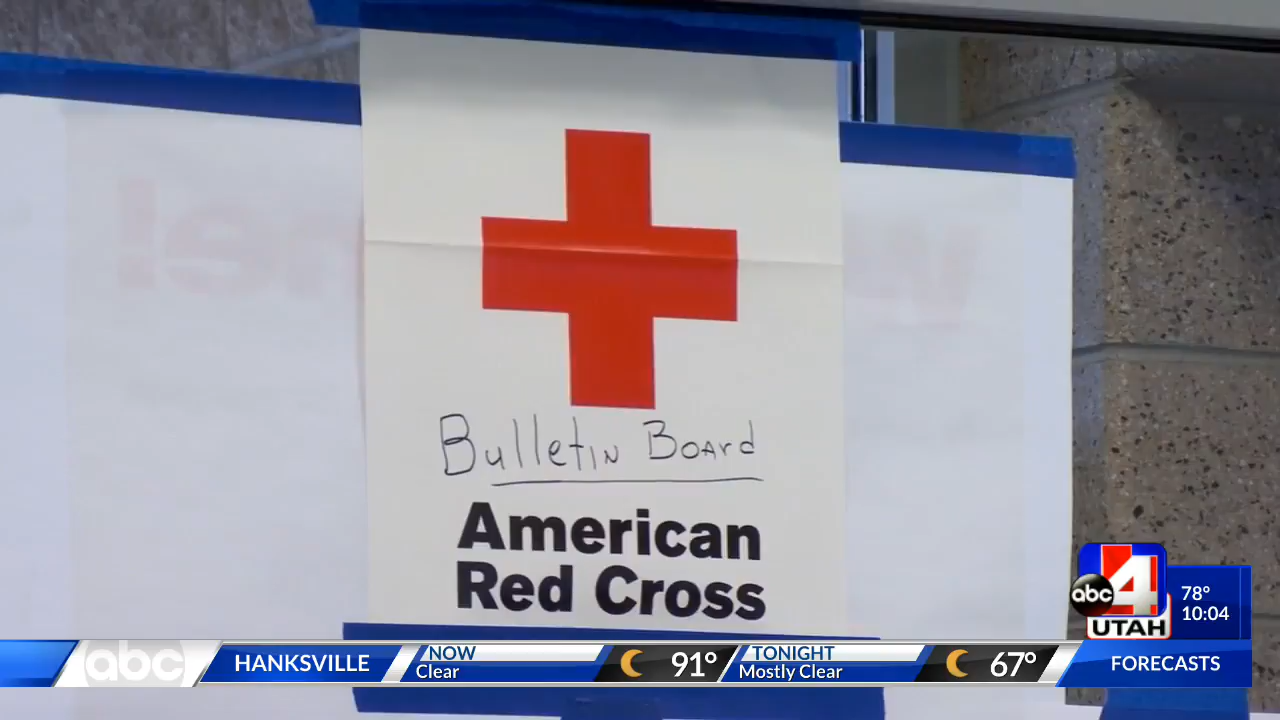 Bulletin Board
American
Red Cross
abc
4
UTAH
78°
10:04
abc
HANKSVILLE
NOW
Clear
91°
TONIGHT
Mostly Clear
67°
FORECASTS